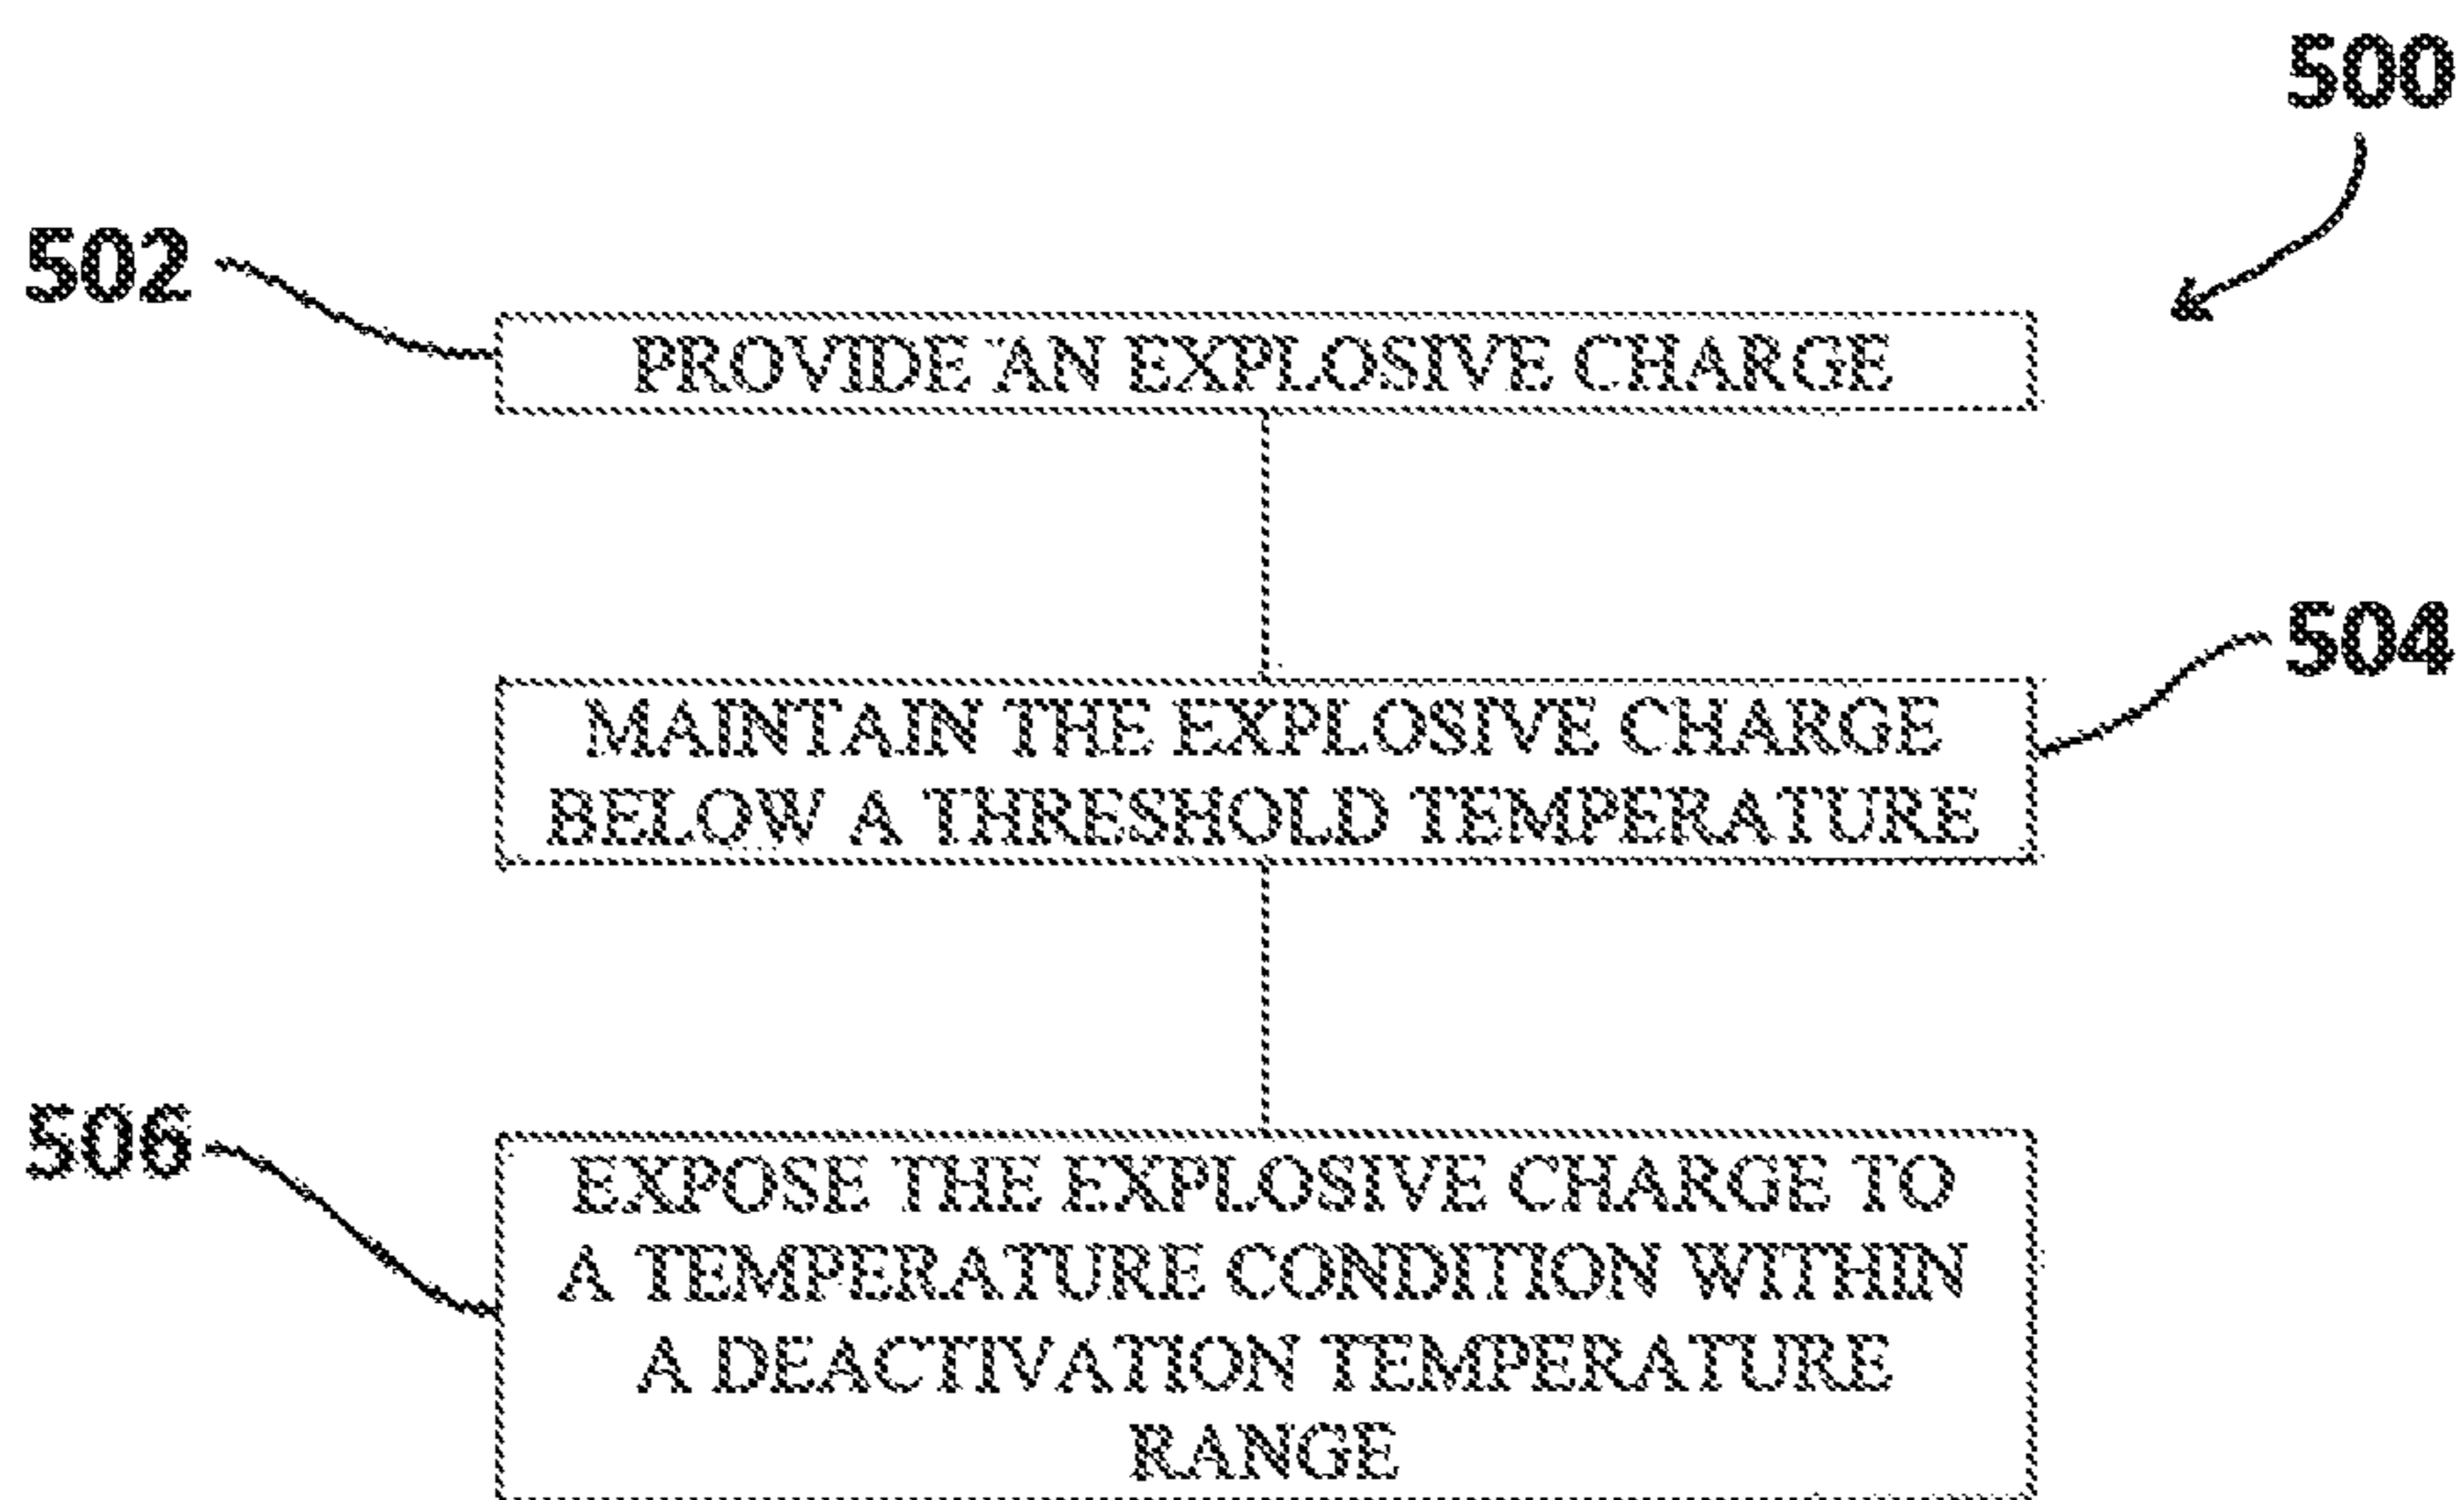 500
502
PROVIDE AN EXPLOSIVE CHARGE
504
MAINTAIN THE EXPLOSIVE CHARGE
BELOW A THRESHOLD TEMPERATURE
506
EXPOSE THE EXPLOSIVE CHARGE TO
A TEMPERATURE CONDITION WITHIN
A DEACTIVATION TEMPERATURE
RANGE